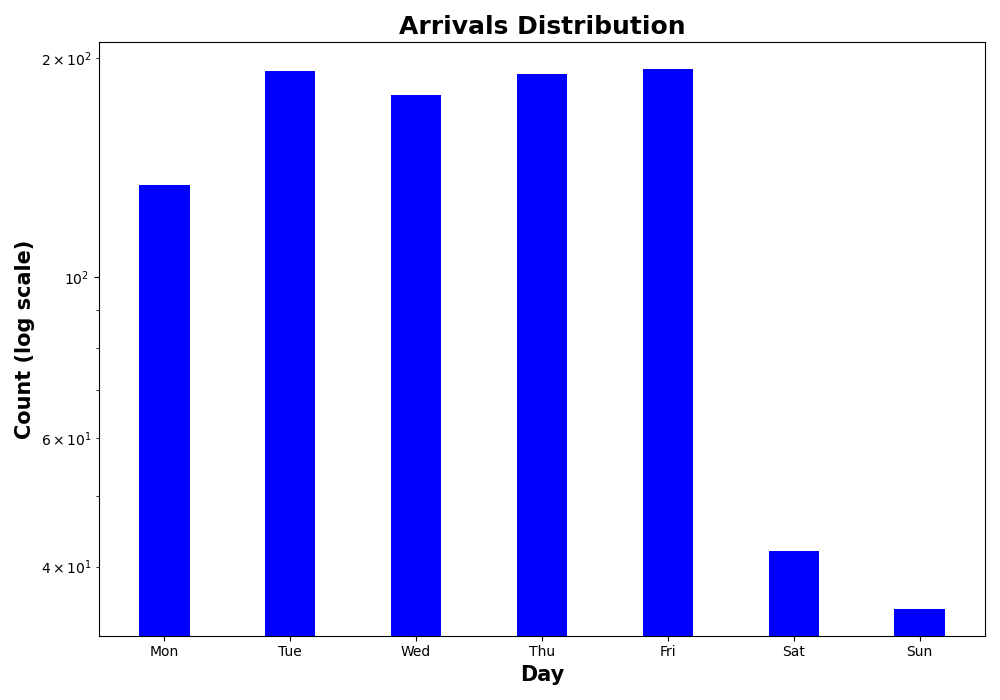 Arrivals Distribution
Count (log scale)
2 × 10²
10²
6 × 10¹
4 × 10¹
Mon Tue Wed Thu Fri Sat Sun
Day